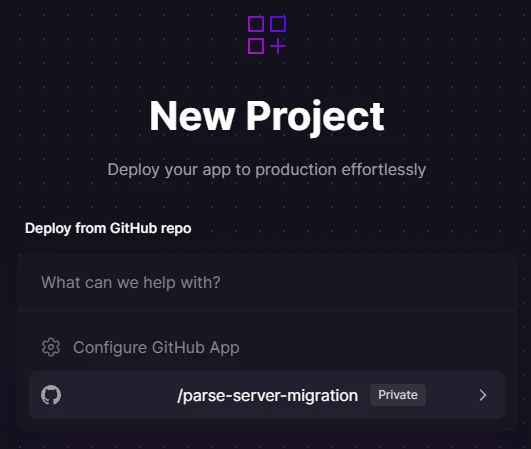 New Project
Deploy your app to production effortlessly
Deploy from GitHub repo
What can we help with?
Configure GitHub App
/parse-server-migration Private